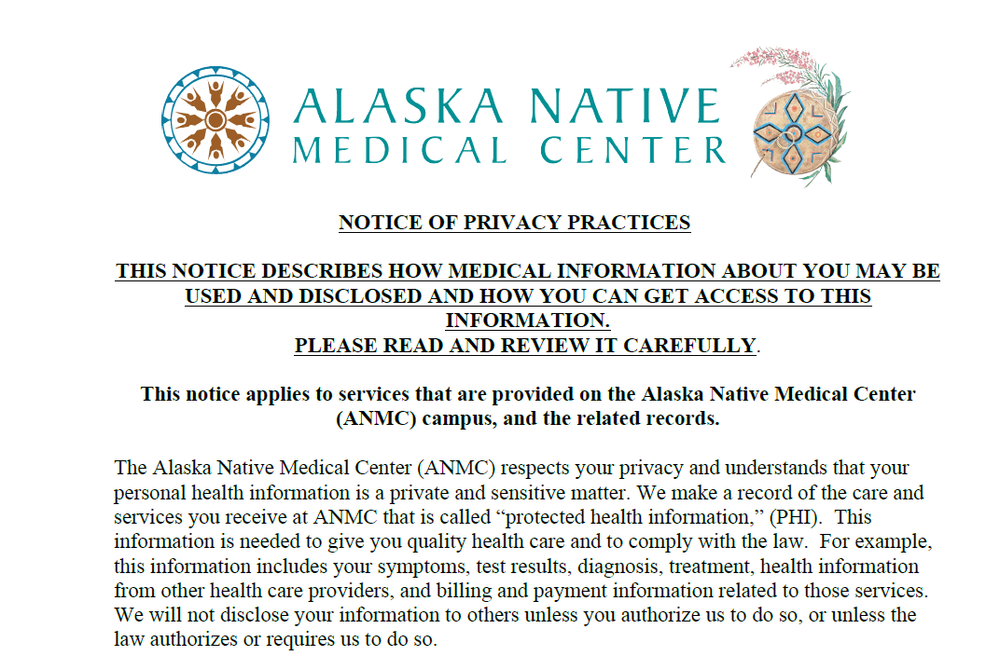 ALASKA NATIVE
MEDICAL CENTER
NOTICE OF PRIVACY PRACTICES
THIS NOTICE DESCRIBES HOW MEDICAL INFORMATION ABOUT YOU MAY BE
USED AND DISCLOSED AND HOW YOU CAN GET ACCESS TO THIS
INFORMATION.
PLEASE READ AND REVIEW IT CAREFULLY.
This notice applies to services that are provided on the Alaska Native Medical Center
(ANMC) campus, and the related records.
The Alaska Native Medical Center (ANMC) respects your privacy and understands that your
personal health information is a private and sensitive matter. We make a record of the care and
services you receive at ANMC that is called “protected health information,” (PHI).  This
information is needed to give you quality health care and to comply with the law.  For example,
this information includes your symptoms, test results, diagnosis, treatment, health information
from other health care providers, and billing and payment information related to those services.
We will not disclose your information to others unless you authorize us to do so, or unless the
law authorizes or requires us to do so.